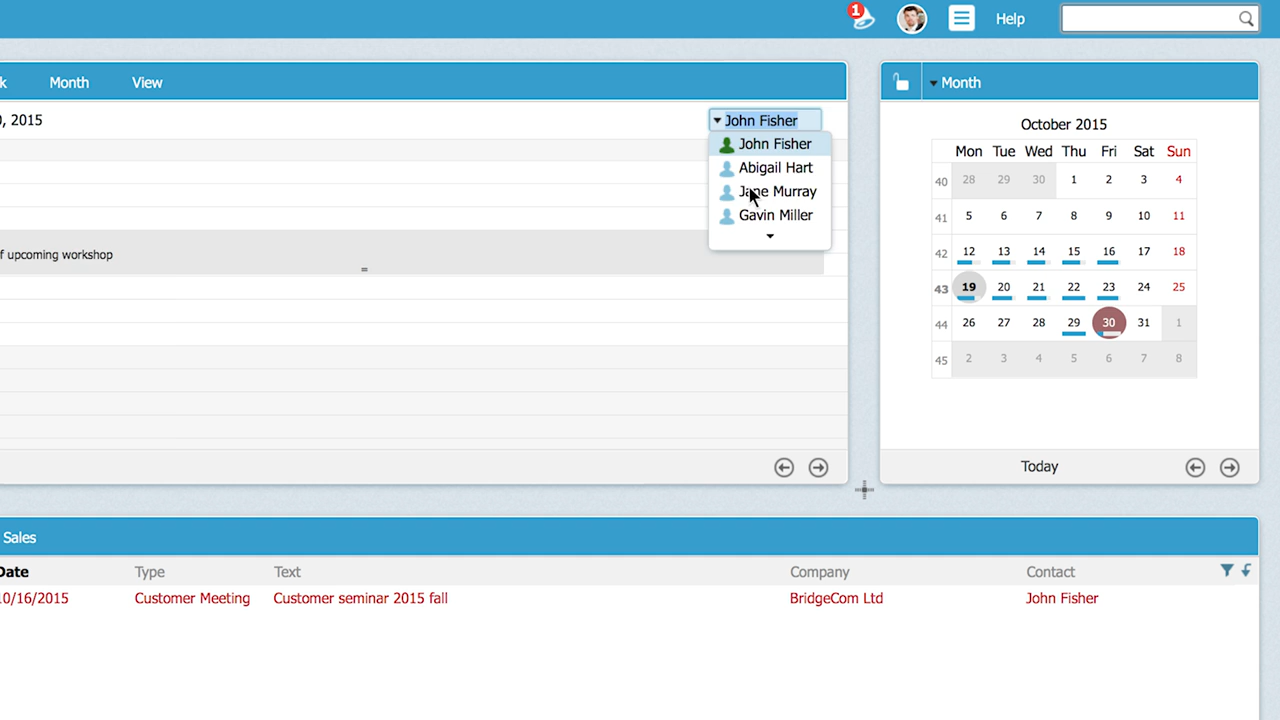 1
Help
k Month View
Month
0, 2015
John Fisher
John Fisher
Abigail Hart
Jane Murray
Gavin Miller
f upcoming workshop
October 2015
Mon Tue Wed Thu Fri Sat Sun
40 28 29 30 1 2 3 4
41 5 6 7 8 9 10 11
42 12 13 14 15 16 17 18
43 19 20 21 22 23 24 25
44 26 27 28 29 30 31 1
45 2 3 4 5 6 7 8
Today
Sales
Date Type Text Company Contact
10/16/2015 Customer Meeting Customer seminar 2015 fall BridgeCom Ltd John Fisher